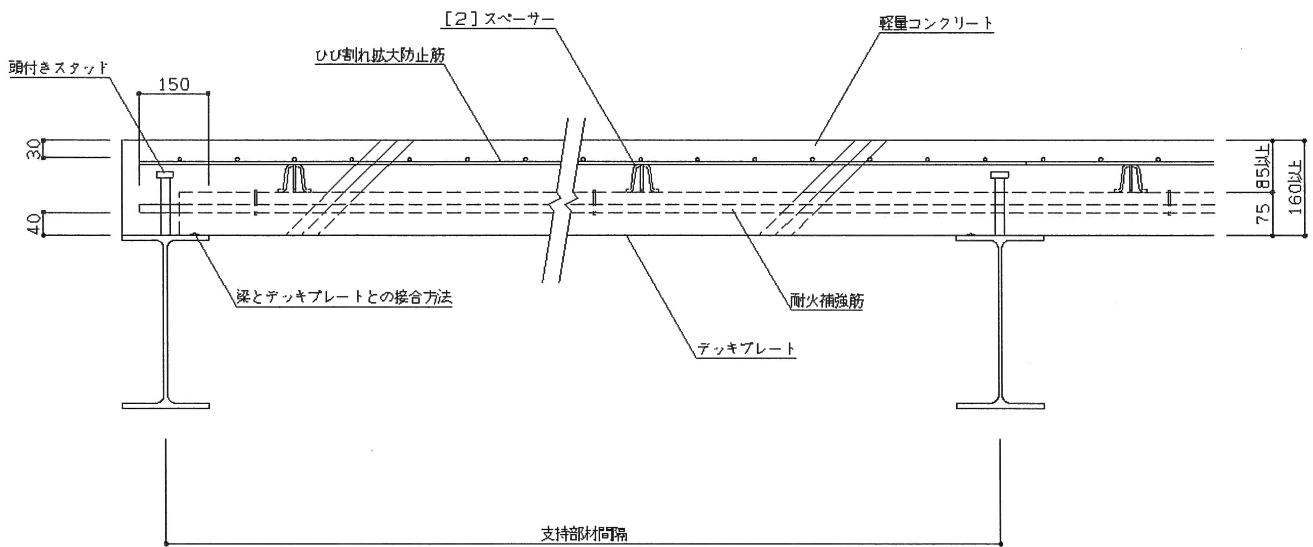 [2]スペーサー
軽量コンクリート
ひび割れ拡大防止筋
頭付きスタッド
150
30
85以上
160以上
75
40
梁とデッキプレートとの接合方法
耐火補強筋
デッキプレート
支持部材間隔